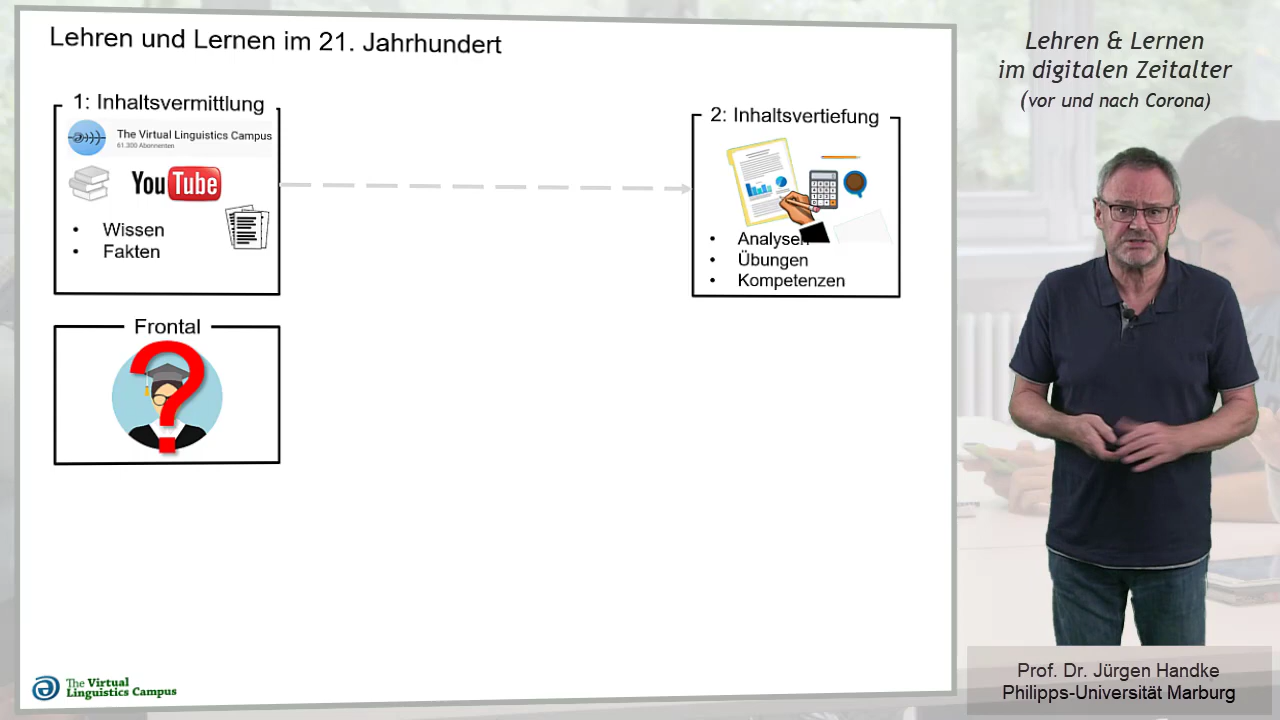 Lehren und Lernen im 21. Jahrhundert
1: Inhaltsvermittlung
The Virtual Linguistics Campus
61.300 Abonnenten
YouTube
• Wissen
• Fakten
2: Inhaltsvertiefung
• Analysen
• Übungen
• Kompetenzen
Frontal
?
The Virtual
Linguistics Campus
Lehren & Lernen
im digitalen Zeitalter
(vor und nach Corona)
Prof. Dr. Jürgen Handke
Philipps-Universität Marburg